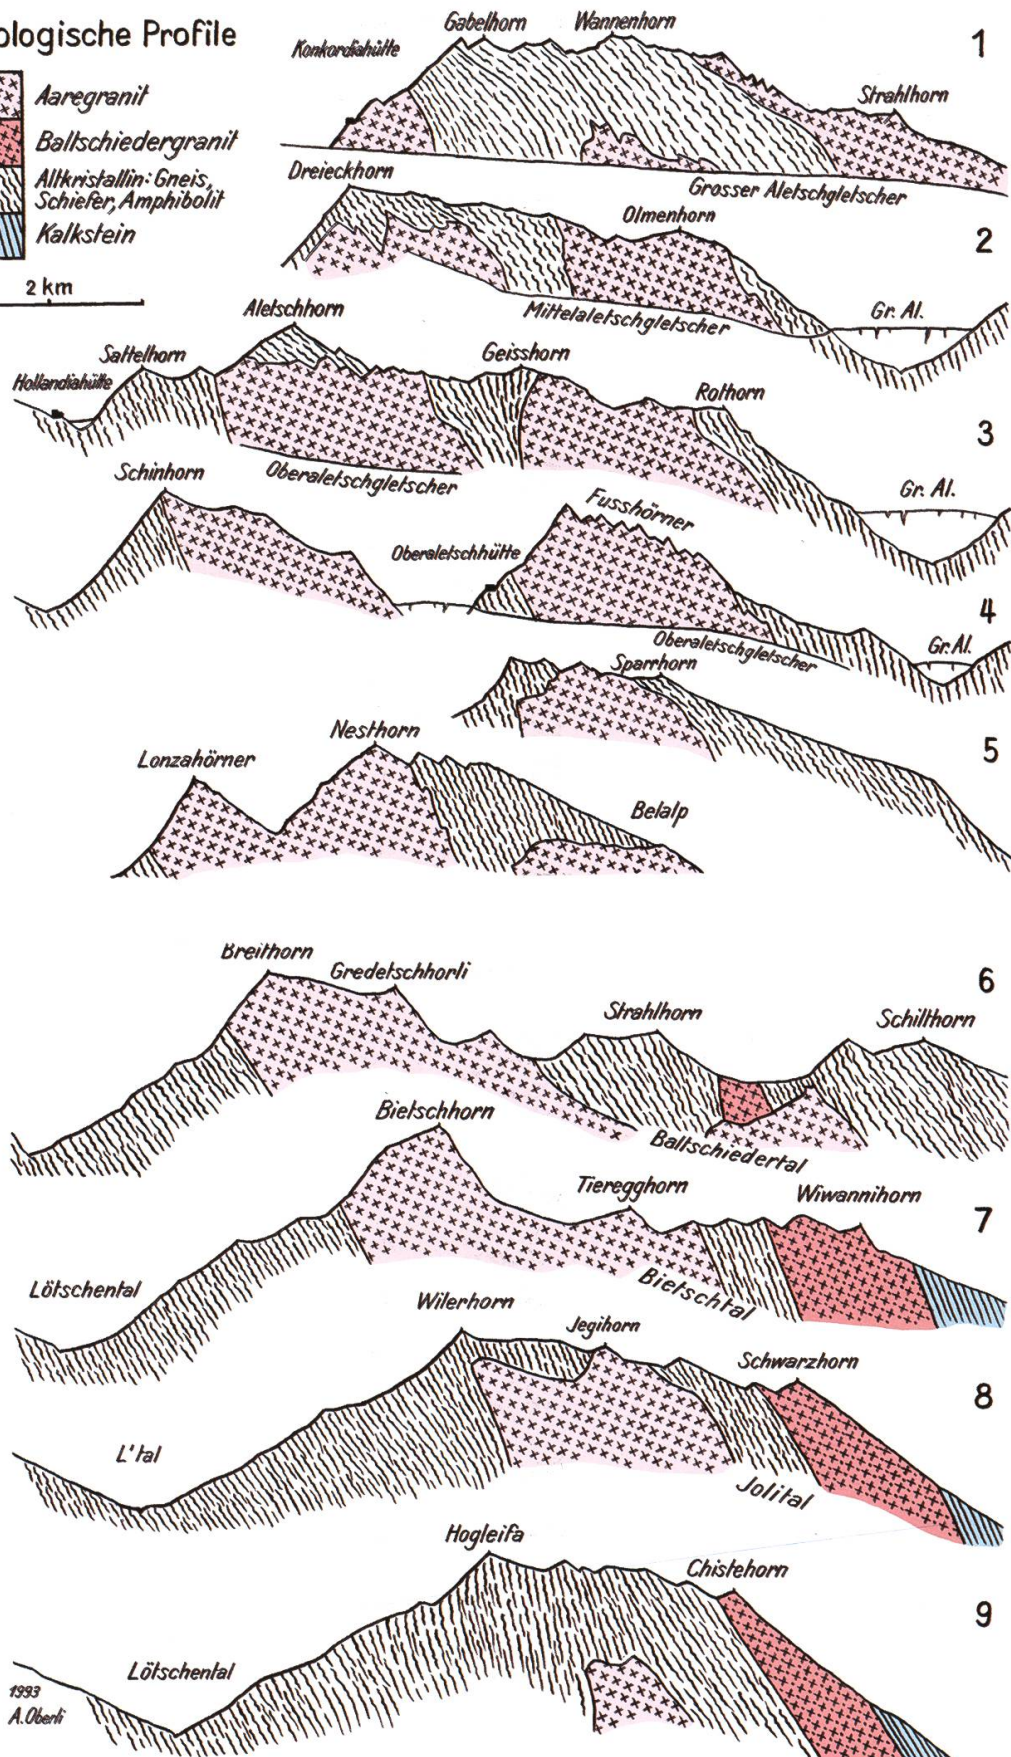 ologische Profile
Aaregranit
Baltschiedergranit
Altkristallin: Gneis,
Schiefer, Amphibolit
Kalkstein
2 km
Gabelhorn
Wannenhorn
1
Konkordiahütte
Strahlhorn
Grosser Aletschgletscher
Dreieckhorn
Olmenhorn
2
Mittelaletschgletscher
Gr. Al.
Aletschhorn
Sattelhorn
Geisshorn
Hollandiahütte
Rothorn
3
Oberaletschgletscher
Gr. Al.
Schinhorn
Fusshörner
Oberaletschhütte
4
Oberaletschgletscher
Gr. Al.
Sparrhorn
5
Nesthorn
Lonzahörner
Belalp
Breithorn
Gredetschhorli
6
Strahlhorn
Schilthorn
Baltschiedertal
Bietschhorn
Tieregghorn
Wiwannihorn
7
Lötschental
Bietschtal
Wilerhorn
Jegihorn
Schwarzhorn
8
L'tal
Jolital
Hogleifa
Chistehorn
9
Lötschental
1993
A. Oberli